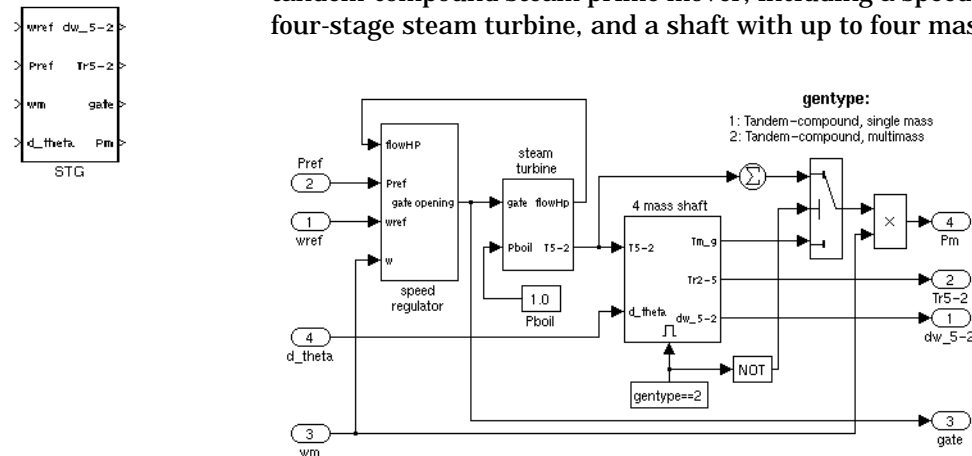 tandem-compound steam prime mover, including a speed
four-stage steam turbine, and a shaft with up to four mas
wref dw_5-2
Pref Tr5-2
wm gate
d_theta Pm
STG
gentype:
1: Tandem-compound, single mass
2: Tandem-compound, multimass
Pref
2
1
wref
4
d_theta
3
wm
flowHP
Pref
gate opening
wref
w
speed
regulator
steam
turbine
gate flowHp
Pboil T5-2
1.0
Pboil
4 mass shaft
T5-2
Tm_g
Tr2-5
d_theta
dw_5-2
gentype==2
NOT
Σ
×
4
Pm
2
Tr5-2
1
dw_5-2
3
gate